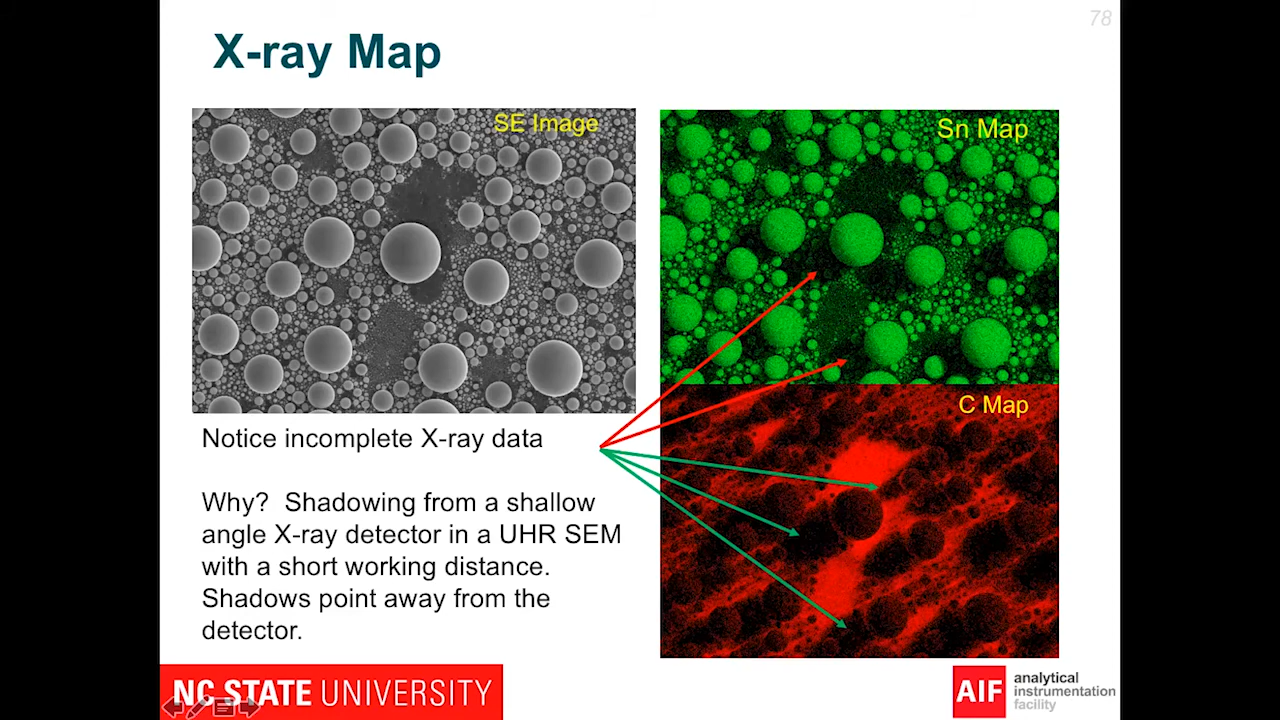 78
X-ray Map
SE Image
Sn Map
C Map
Notice incomplete X-ray data
Why? Shadowing from a shallow
angle X-ray detector in a UHR SEM
with a short working distance.
Shadows point away from the
detector.
NC STATE UNIVERSITY
AIF
analytical
instrumentation
facility